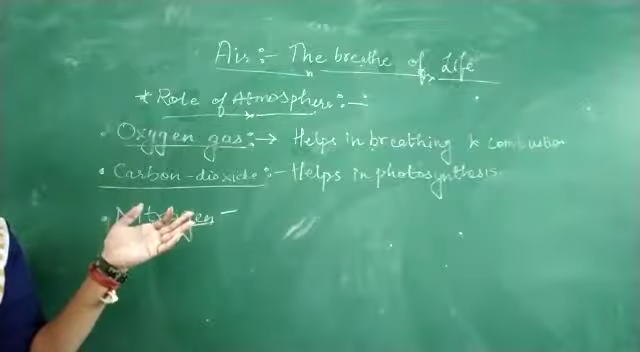 Air :- The breathe of Life
* Role of Atmosphere :-
• Oxygen gas :→ Helps in breathing & combustion
• Carbon-dioxide :- Helps in photosynthesis
• Nitrogen -